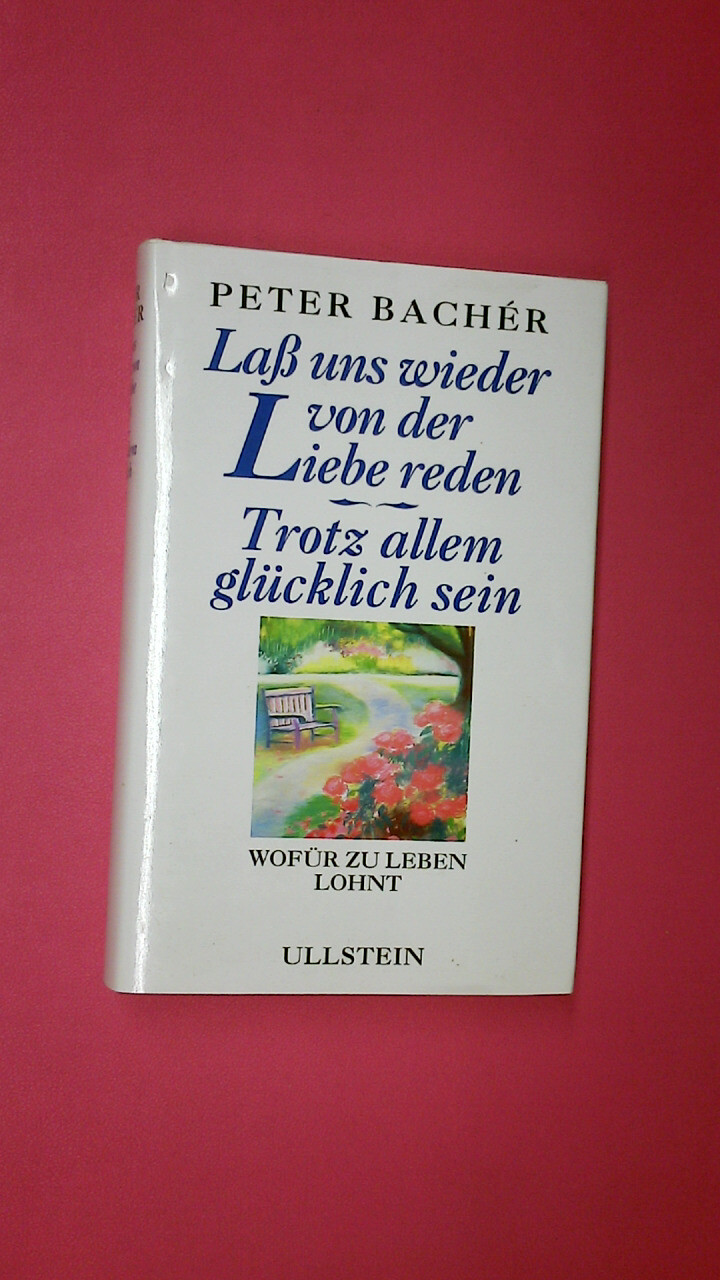 PETER BACHÉR
Laß uns wieder
von der
Liebe reden
Trotz allem
glücklich sein
WOFÜR ZU LEBEN
LOHNT
ULLSTEIN